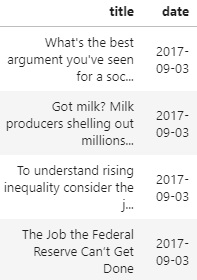 title date
What's the best
argument you've seen
for a soc...
2017-
09-03
Got milk? Milk
producers shelling out
millions...
2017-
09-03
To understand rising
inequality consider the
j...
2017-
09-03
The Job the Federal
Reserve Can't Get
Done
2017-
09-03